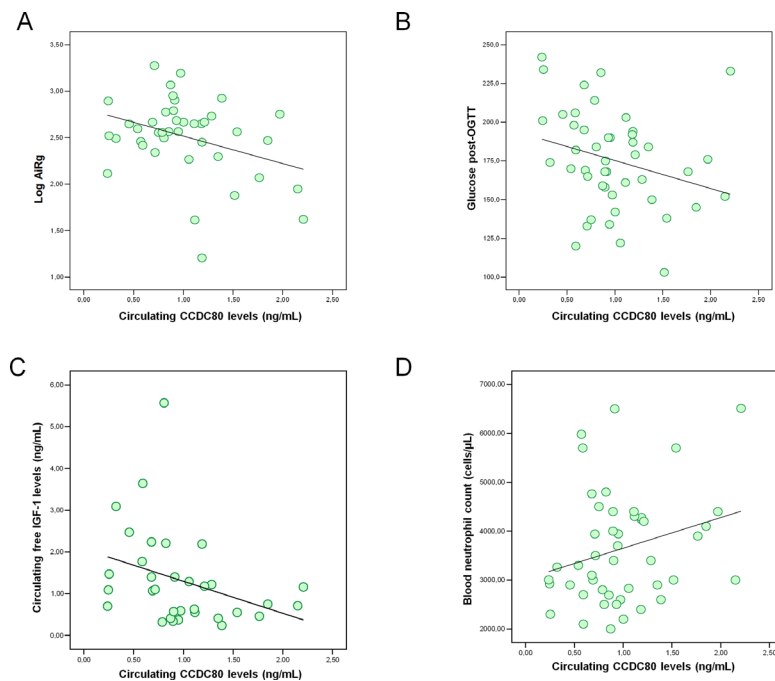 A
B
Log AiRg
3,50
3,00
2,50
2,00
1,50
1,00
0,00 0,50 1,00 1,50 2,00 2,50
Circulating CCDC80 levels (ng/mL)
Glucose post-OGTT
250,0
225,0
200,0
175,0
150,0
125,0
100,0
0,00 0,50 1,00 1,50 2,00 2,50
Circulating CCDC80 levels (ng/mL)
C
D
Circulating free IGF-1 levels (ng/mL)
6,00
5,00
4,00
3,00
2,00
1,00
0,00
0,00 0,50 1,00 1,50 2,00 2,50
Circulating CCDC80 levels (ng/mL)
Blood neutrophil count (cells/µL)
7000,00
6000,00
5000,00
4000,00
3000,00
2000,00
0,00 0,50 1,00 1,50 2,00 2,50
Circulating CCDC80 levels (ng/mL)